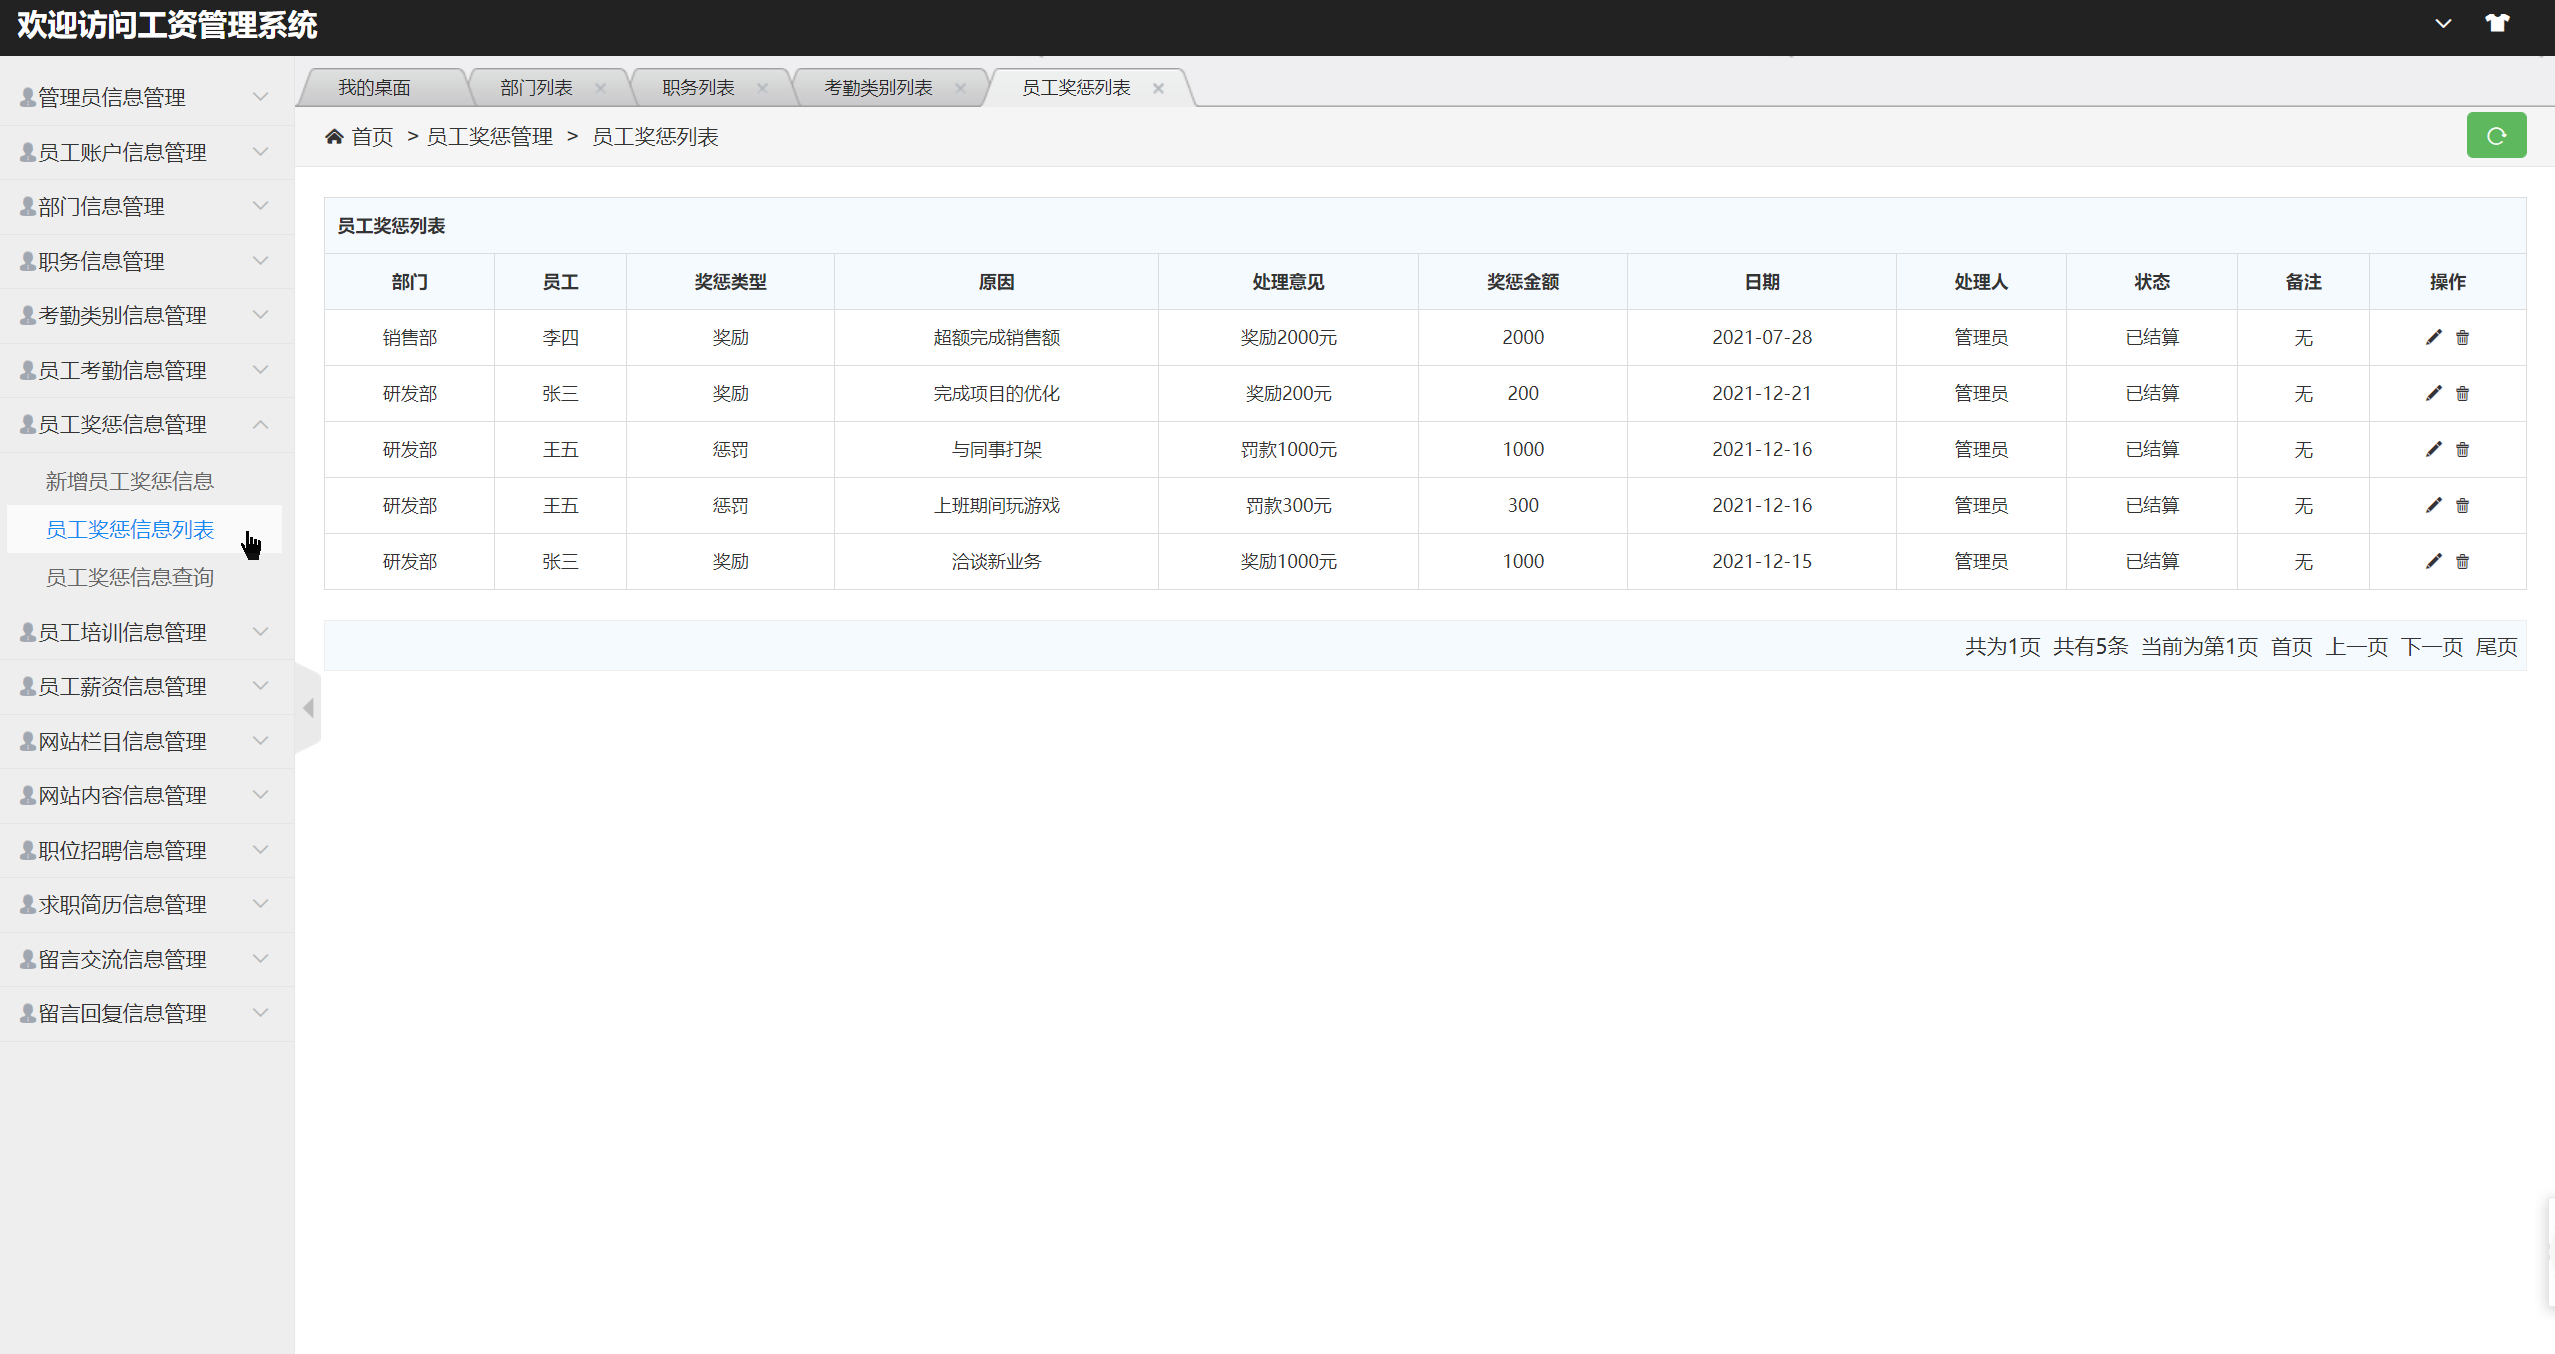 欢迎访问工资管理系统
管理员信息管理
员工账户信息管理
部门信息管理
职务信息管理
考勤类别信息管理
员工考勤信息管理
员工奖惩信息管理
新增员工奖惩信息
员工奖惩信息列表
员工奖惩信息查询
员工培训信息管理
员工薪资信息管理
网站栏目信息管理
网站内容信息管理
职位招聘信息管理
求职简历信息管理
留言交流信息管理
留言回复信息管理
我的桌面 部门列表 职务列表 考勤类别列表 员工奖惩列表
首页 > 员工奖惩管理 > 员工奖惩列表
员工奖惩列表
部门 员工 奖惩类型 原因 处理意见 奖惩金额 日期 处理人 状态 备注 操作
销售部 李四 奖励 超额完成销售额 奖励2000元 2000 2021-07-28 管理员 已结算 无
研发部 张三 奖励 完成项目的优化 奖励200元 200 2021-12-21 管理员 已结算 无
研发部 王五 惩罚 与同事打架 罚款1000元 1000 2021-12-16 管理员 已结算 无
研发部 王五 惩罚 上班期间玩游戏 罚款300元 300 2021-12-16 管理员 已结算 无
研发部 张三 奖励 洽谈新业务 奖励1000元 1000 2021-12-15 管理员 已结算 无
共为1页 共有5条 当前为第1页 首页 上一页 下一页 尾页